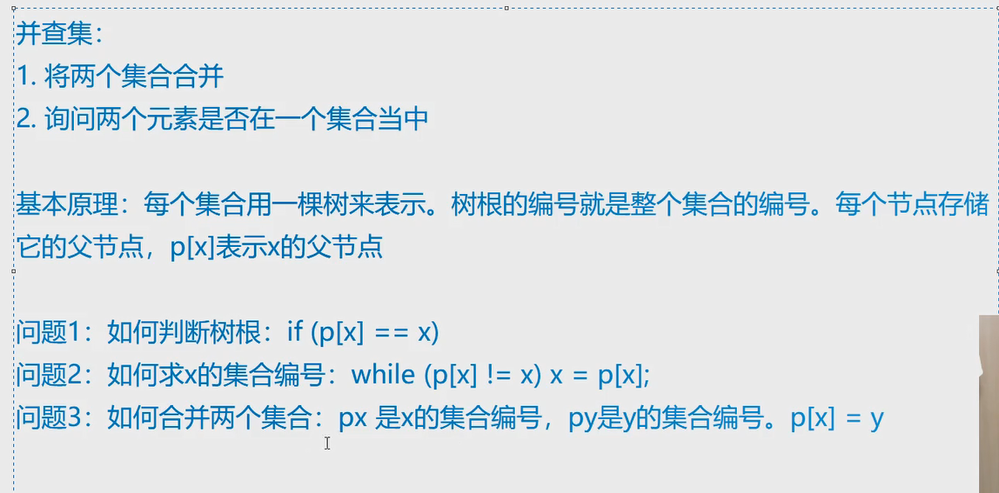 并查集：
1. 将两个集合合并
2. 询问两个元素是否在一个集合当中
基本原理：每个集合用一棵树来表示。树根的编号就是整个集合的编号。每个节点存储
它的父节点，p[x]表示x的父节点
问题1：如何判断树根：if (p[x] == x)
问题2：如何求x的集合编号：while (p[x] != x) x = p[x];
问题3：如何合并两个集合：px 是x的集合编号，py是y的集合编号。p[x] = y